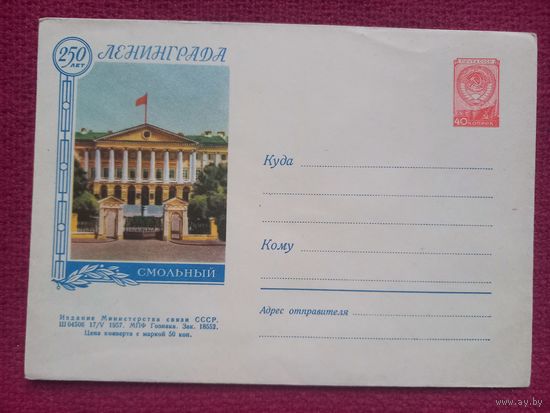 250
ЛЕТ
ЛЕНИНГРАДА
ПОЧТА СССР
40 КОПЕЕК
Куда
Кому
СМОЛЬНЫЙ
Адрес отправителя
Издание Министерства связи СССР.
Ш 04506 17/V 1957. МПФ Гознака. Зак. 18552.
Цена конверта с маркой 50 коп.
www.ay.by